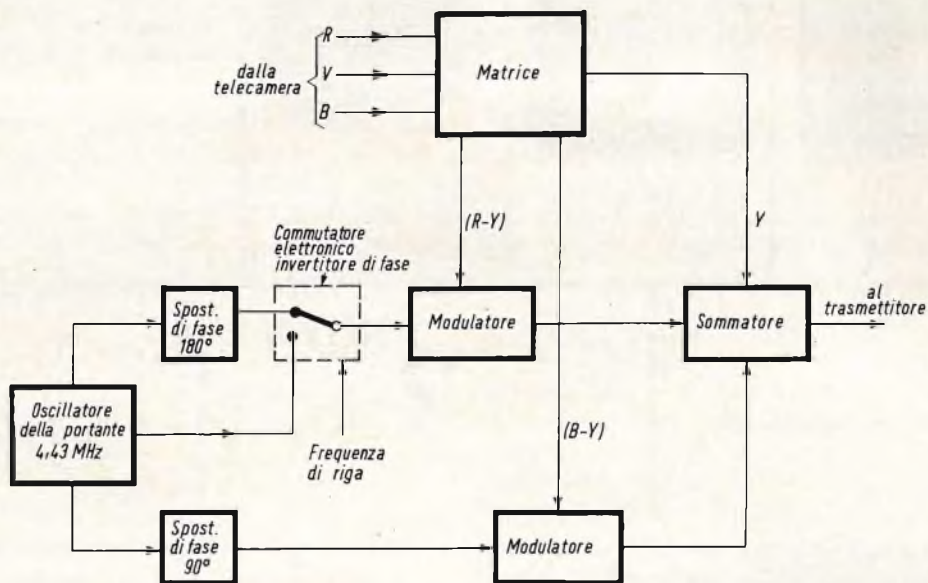 R
dalla
telecamera
V
B
Matrice
(R-Y)
Y
Commutatore
elettronico
invertitore di fase
Spost.
di fase
180°
Modulatore
Sommatore
al
trasmettitore
Oscillatore
della portante
4,43 MHz
Frequenza
di riga
(B-Y)
Spost.
di fase
90°
Modulatore